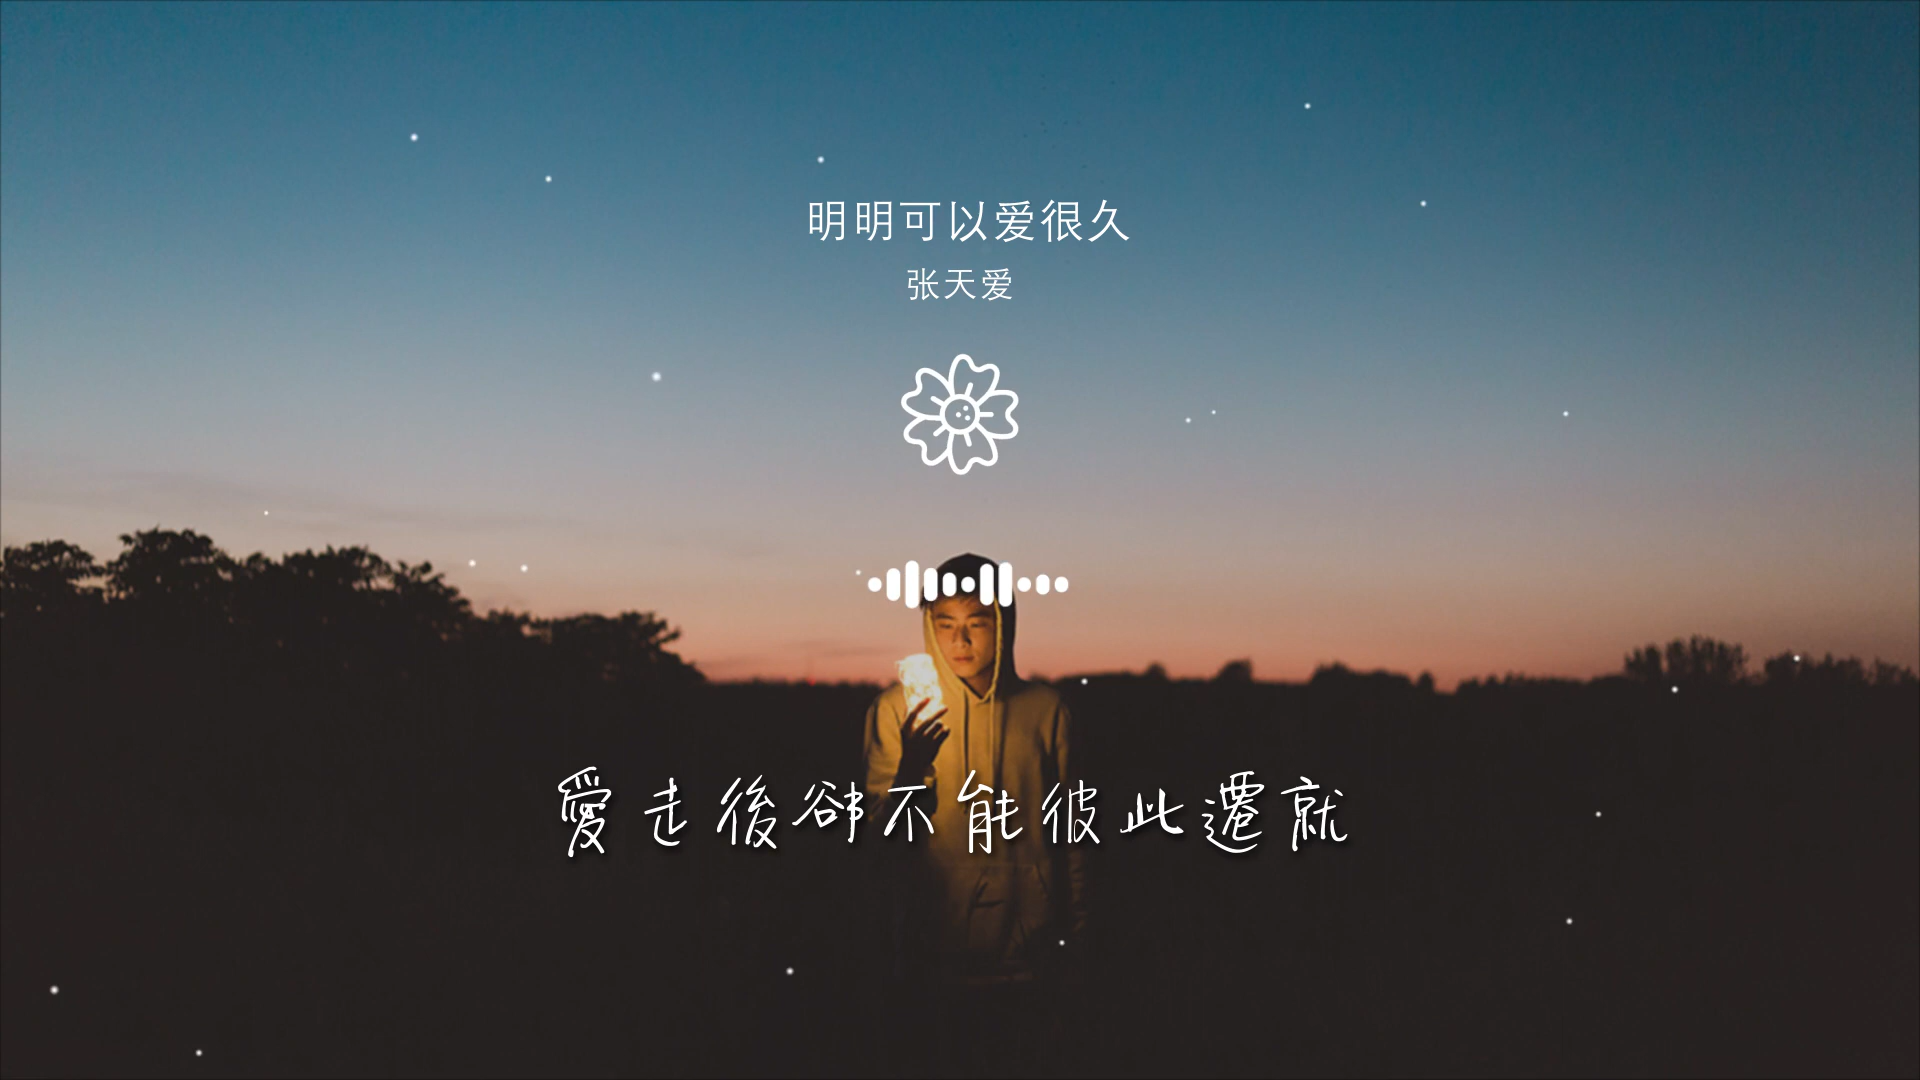 明明可以爱很久
张天爱
愛走後卻不能彼此遷就